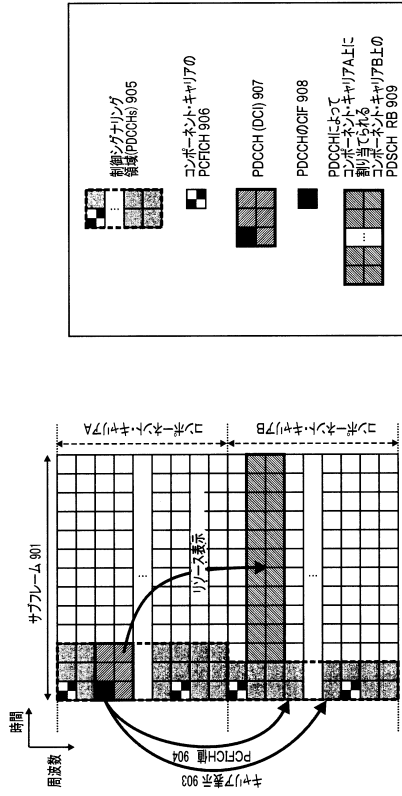 時間
周波数
サブフレーム 901
コンポーネント・キャリアA
コンポーネント・キャリアB
...
リソース表示
...
PCFICH値 904
キャリア表示 903
...
制御シグナリング
領域(PDCCHs) 905
コンポーネント・キャリアの
PCFICH 906
PDCCH (DCI) 907
PDCCHのCIF 908
...
PDCCHによって
コンポーネント・キャリアA上に
割り当てられる
コンポーネント・キャリアB上の
PDSCH RB 909